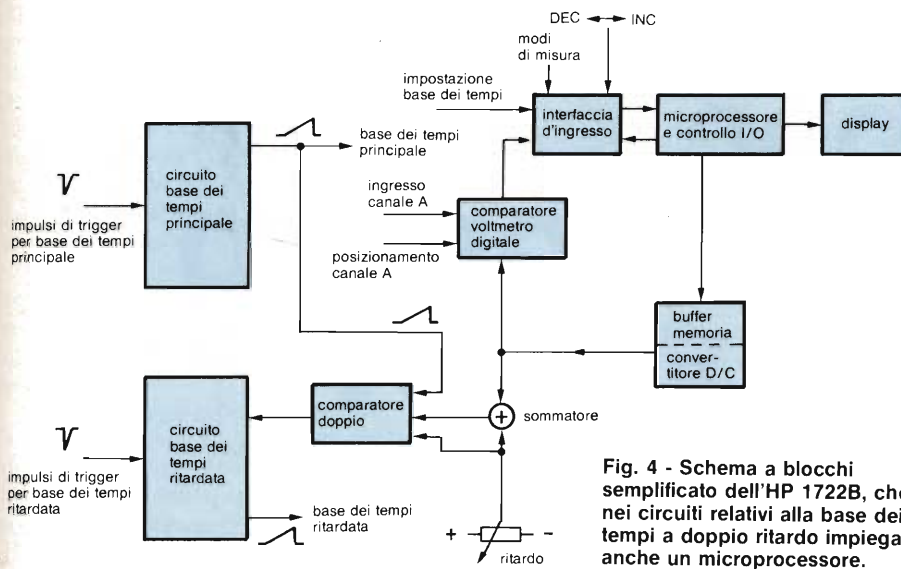 DEC ↔ INC
modi
di misura
impostazione
base dei tempi
interfaccia
d'ingresso
microprocessore
e controllo I/O
display
circuito
base dei
tempi
principale
base dei tempi
principale
impulsi di trigger
per base dei tempi
principale
ingresso
canale A
comparatore
voltmetro
digitale
posizionamento
canale A
buffer
memoria
conver-
titore D/C
circuito
base dei
tempi
ritardata
comparatore
doppio
+
sommatore
impulsi di trigger
per base dei tempi
ritardata
base dei tempi
ritardata
+ −
ritardo
Fig. 4 - Schema a blocchi
semplificato dell'HP 1722B, che
nei circuiti relativi alla base dei
tempi a doppio ritardo impiega
anche un microprocessore.